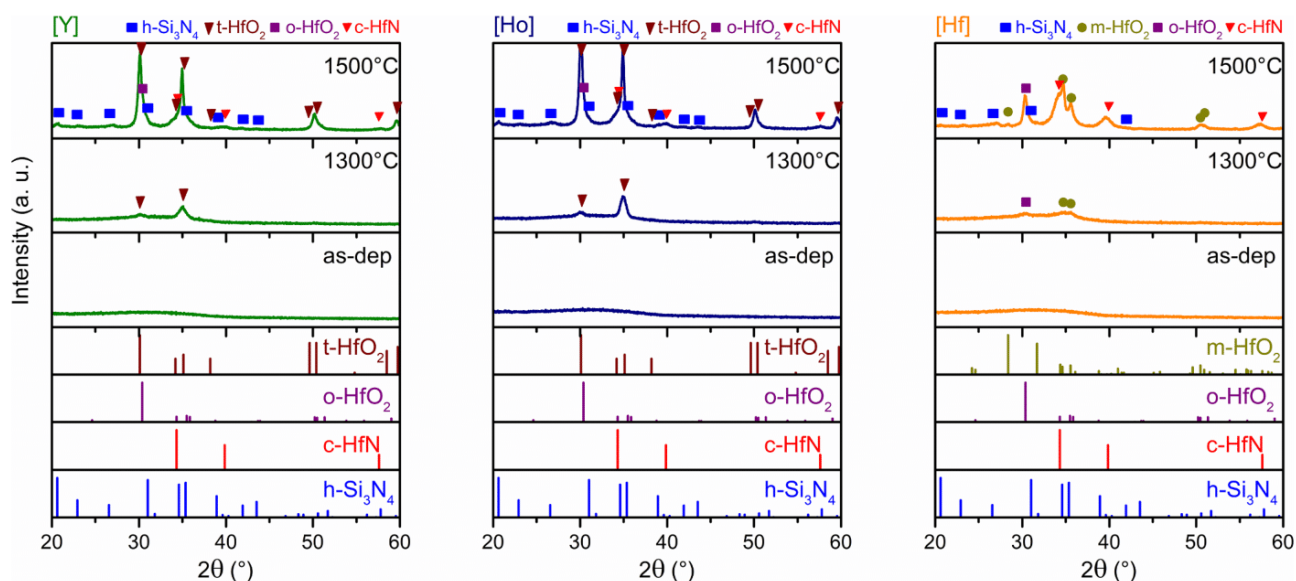 [Y]
h-Si₃N₄ t-HfO₂ o-HfO₂ c-HfN
1500°C
1300°C
as-dep
t-HfO₂
o-HfO₂
c-HfN
h-Si₃N₄
20 30 40 50 60
2θ (°)
Intensity (a. u.)
[Ho]
h-Si₃N₄ t-HfO₂ o-HfO₂ c-HfN
1500°C
1300°C
as-dep
t-HfO₂
o-HfO₂
c-HfN
h-Si₃N₄
20 30 40 50 60
2θ (°)
[Hf]
h-Si₃N₄ m-HfO₂ o-HfO₂ c-HfN
1500°C
1300°C
as-dep
m-HfO₂
o-HfO₂
c-HfN
h-Si₃N₄
20 30 40 50 60
2θ (°)